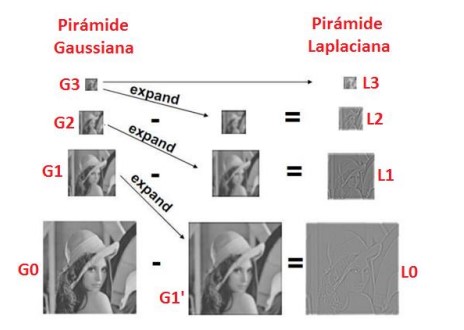 Pirámide
Gaussiana
Pirámide
Laplaciana
G3
expand
L3
G2
-
=
L2
expand
G1
-
=
L1
expand
G0
-
G1'
=
L0